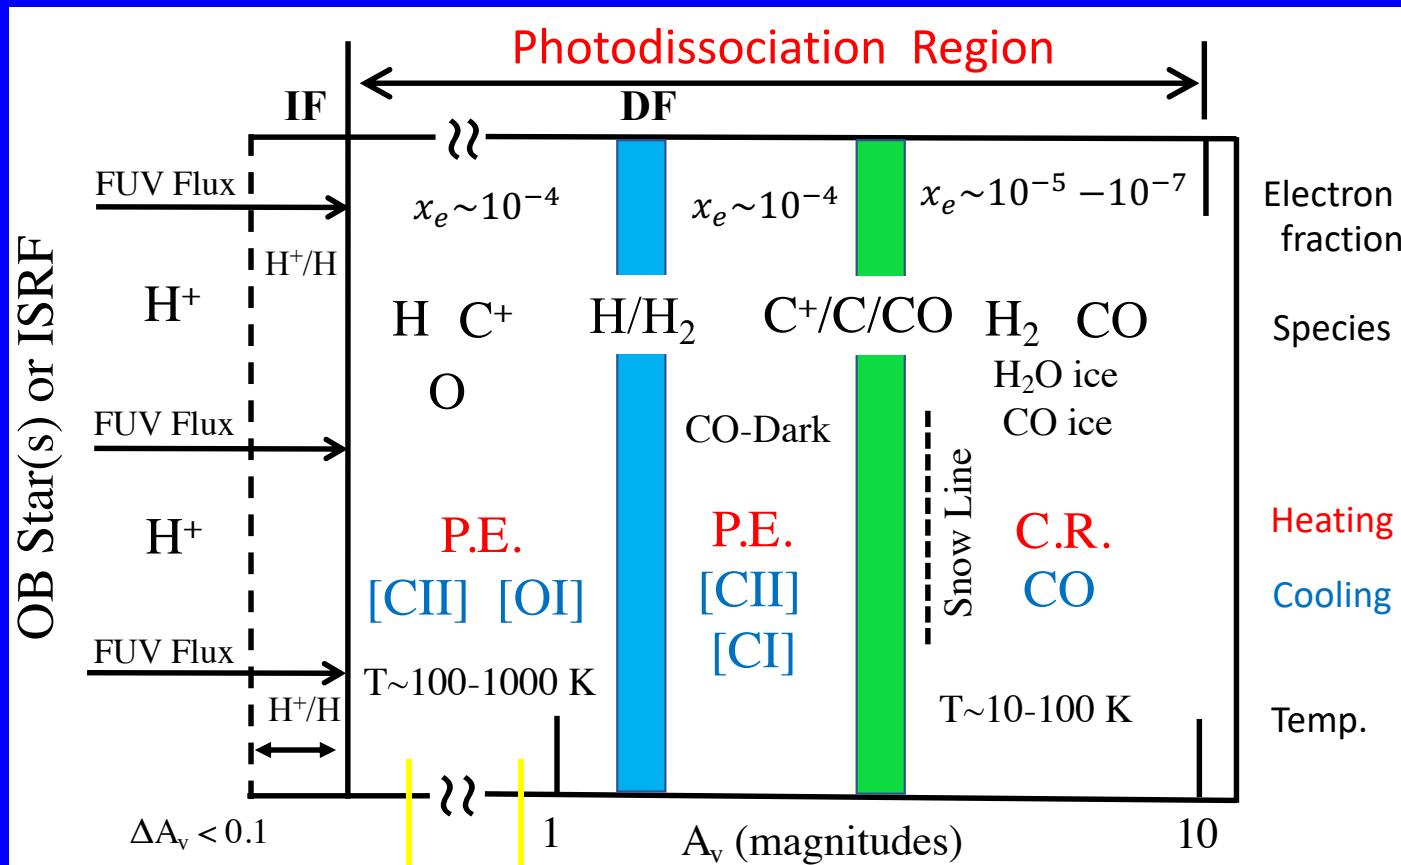 Photodissociation Region
IF DF
FUV Flux
x_e~10⁻⁴ x_e~10⁻⁴ x_e~10⁻⁵ −10⁻⁷
Electron
fraction
H⁺/H
OB Star(s) or ISRF
H⁺
H C⁺ H/H₂ C⁺/C/CO H₂ CO
Species
O
H₂O ice
CO ice
FUV Flux
CO-Dark
Snow Line
H⁺
P.E. P.E. C.R.
Heating
[CII] [OI] [CII] CO
Cooling
[CI]
FUV Flux
T~100-1000 K
H⁺/H
T~10-100 K
Temp.
ΔAᵥ < 0.1 1 Aᵥ (magnitudes) 10